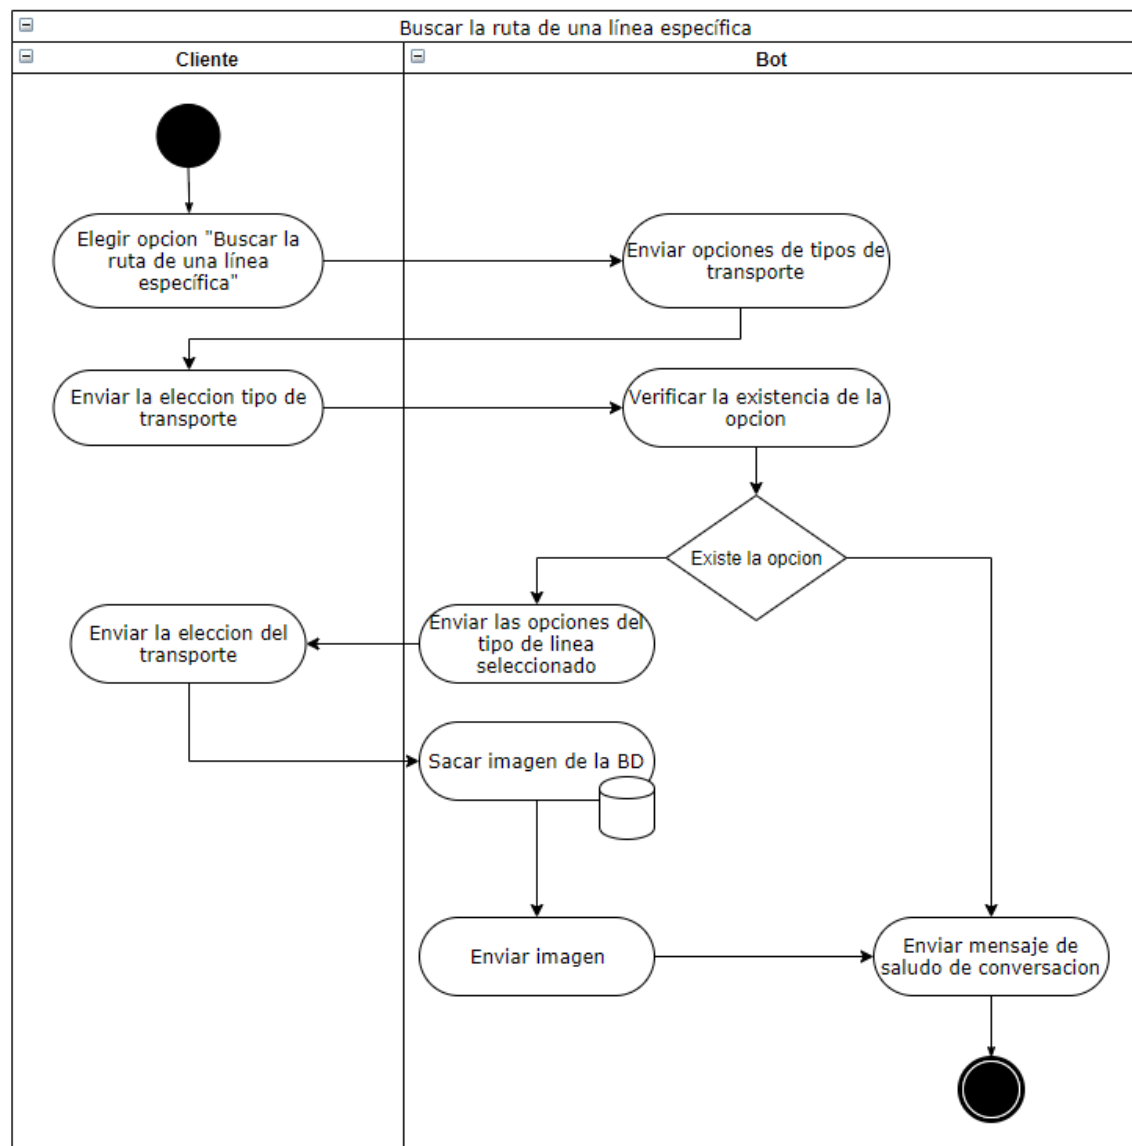 Buscar la ruta de una línea específica
Cliente
Bot
Elegir opcion "Buscar la
ruta de una línea
específica"
Enviar opciones de tipos de
transporte
Enviar la eleccion tipo de
transporte
Verificar la existencia de la
opcion
Existe la opcion
Enviar las opciones del
tipo de linea
seleccionado
Enviar la eleccion del
transporte
Sacar imagen de la BD
Enviar imagen
Enviar mensaje de
saludo de conversacion